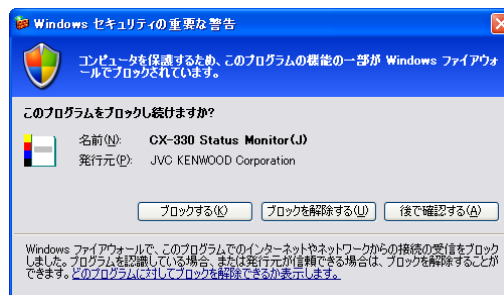 Windows セキュリティの重要な警告
コンピュータを保護するため、このプログラムの機能の一部が Windows ファイアウォ
ールでブロックされています。
このプログラムをブロックし続けますか?
名前(N): CX-330 Status Monitor(J)
発行元(P): JVC KENWOOD Corporation
ブロックする(K) ブロックを解除する(U) 後で確認する(A)
Windows ファイアウォールで、このプログラムでのインターネットやネットワークからの接続の受信をブロック
しました。プログラムを認識している場合、または発行元が信頼できる場合は、ブロックを解除することが
できます。どのプログラムに対してブロックを解除できるか表示します。